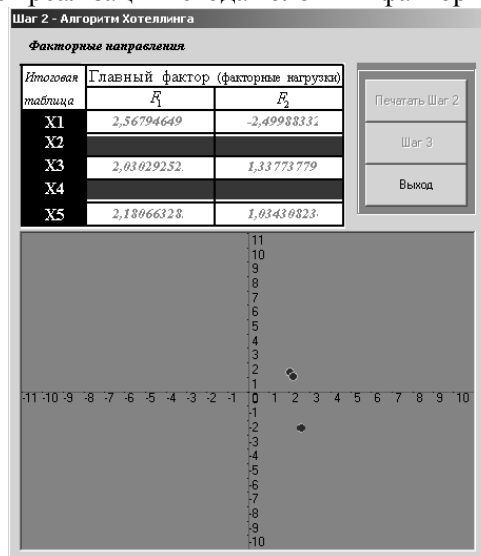 Шаг 2 - Алгоритм Хотеллинга
Факторные направления
Итоговая таблица
Главный фактор (факторные нагрузки)
F₁ F₂
X1 2,56794649 -2,4998833
X2
X3 2,03029252 1,33773779
X4
X5 2,18066328 1,03430823
Печатать Шаг 2
Шаг 3
Выход
11
10
9
8
7
6
5
4
3
2
1
-11 -10 -9 -8 -7 -6 -5 -4 -3 -2 -1 0 1 2 3 4 5 6 7 8 9 10
-1
-2
-3
-4
-5
-6
-7
-8
-9
-10